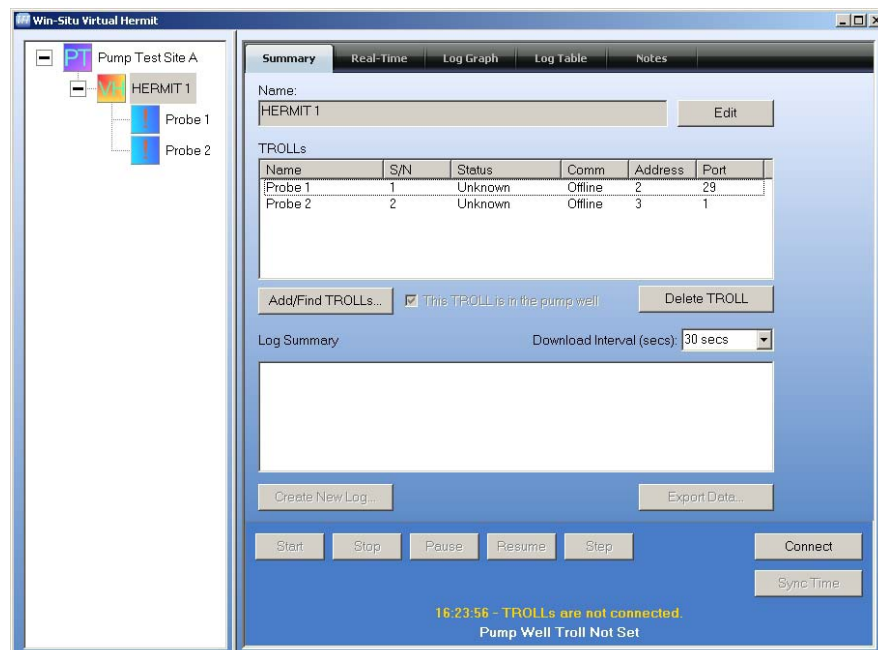 Win-Situ Virtual Hermit
PT Pump Test Site A
VH HERMIT 1
! Probe 1
! Probe 2
Summary Real-Time Log Graph Log Table Notes
Name:
HERMIT 1 Edit
TROLLs
Name S/N Status Comm Address Port
Probe 1 1 Unknown Offline 2 29
Probe 2 2 Unknown Offline 3 1
Add/Find TROLLs... This TROLL is in the pump well Delete TROLL
Log Summary Download Interval (secs): 30 secs
Create New Log... Export Data...
Start Stop Pause Resume Step Connect
Sync Time
16:23:56 - TROLLs are not connected.
Pump Well Troll Not Set